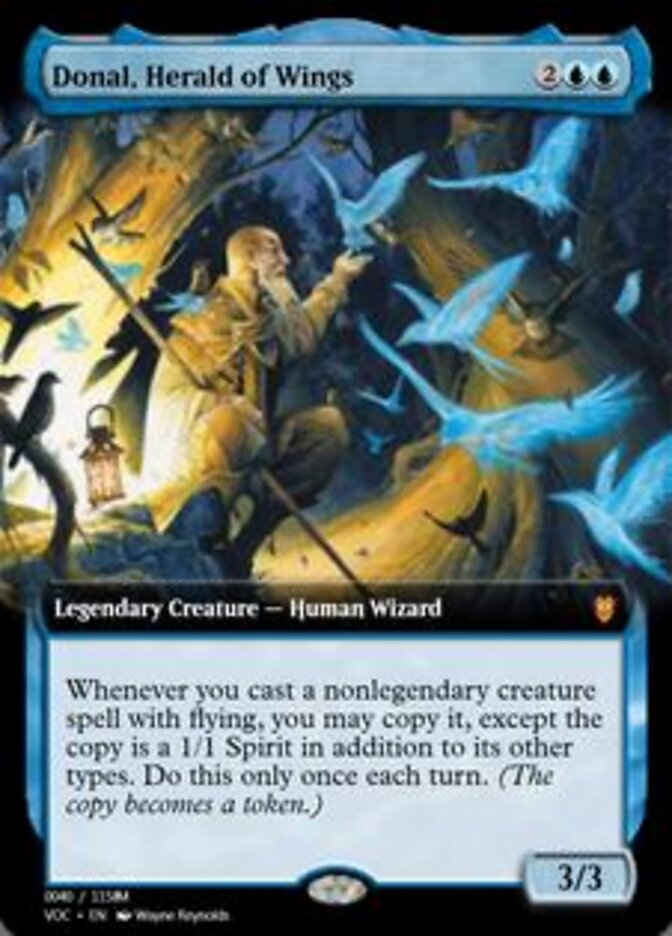 Donal, Herald of Wings 2
Legendary Creature — Human Wizard
Whenever you cast a nonlegendary creature
spell with flying, you may copy it, except the
copy is a 1/1 Spirit in addition to its other
types. Do this only once each turn. (The
copy becomes a token.)
3/3
0040 / 115 M
VOC • EN Wayne Reynolds